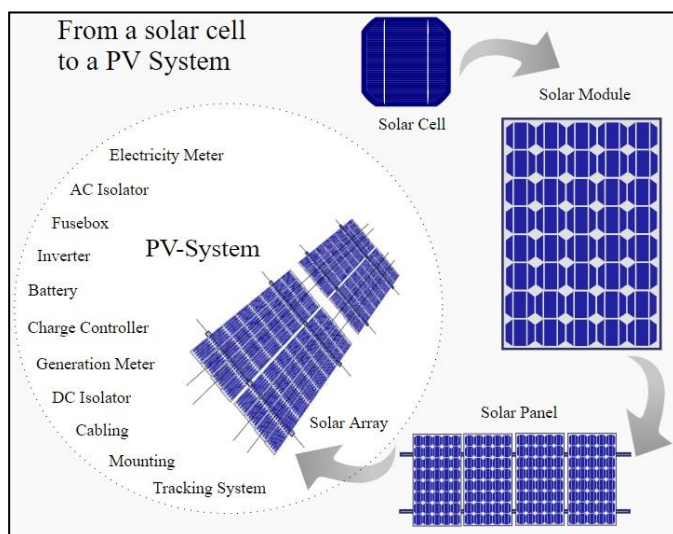 From a solar cell
to a PV System
Solar Cell
Solar Module
Electricity Meter
AC Isolator
Fusebox
Inverter
PV-System
Battery
Charge Controller
Generation Meter
DC Isolator
Cabling
Mounting
Tracking System
Solar Array
Solar Panel